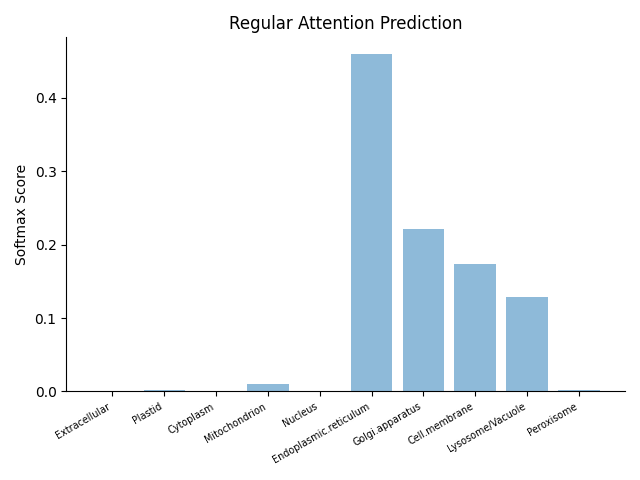 Regular Attention Prediction
Softmax Score
0.4
0.3
0.2
0.1
0.0
Extracellular
Plastid
Cytoplasm
Mitochondrion
Nucleus
Endoplasmic.reticulum
Golgi.apparatus
Cell.membrane
Lysosome/Vacuole
Peroxisome